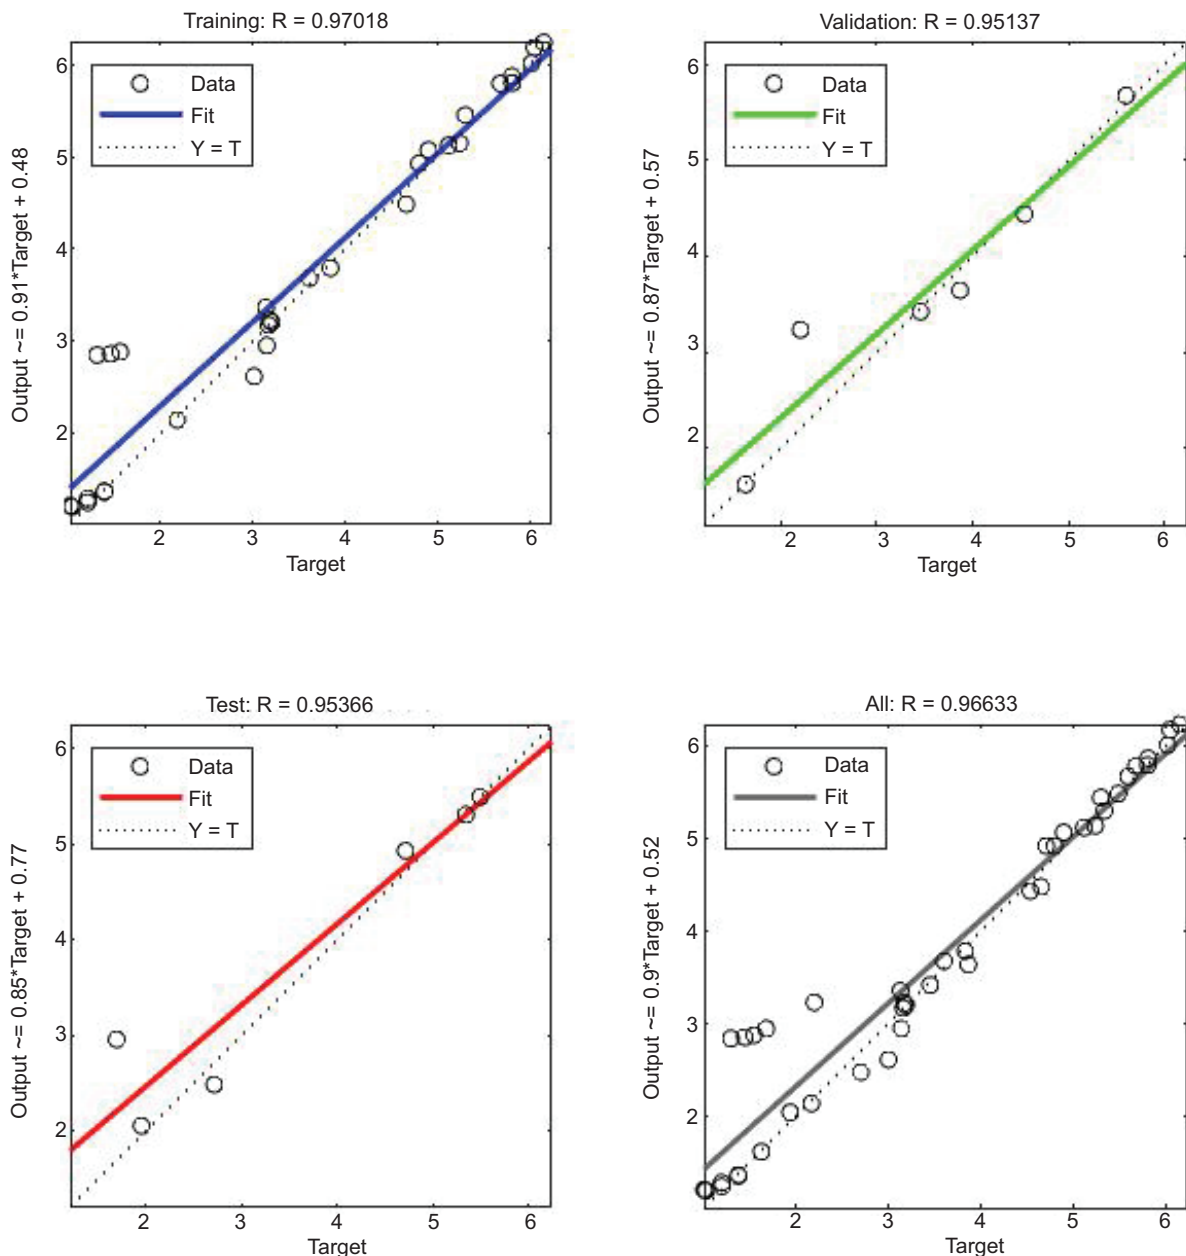 Training: R = 0.97018
Output ~= 0.91*Target + 0.48
6
5
4
3
2
Data
Fit
Y = T
2 3 4 5 6
Target
Validation: R = 0.95137
Output ~= 0.87*Target + 0.57
6
5
4
3
2
Data
Fit
Y = T
2 3 4 5 6
Target
Test: R = 0.95366
Output ~= 0.85*Target + 0.77
6
5
4
3
2
Data
Fit
Y = T
2 3 4 5 6
Target
All: R = 0.96633
Output ~= 0.9*Target + 0.52
6
5
4
3
2
Data
Fit
Y = T
2 3 4 5 6
Target